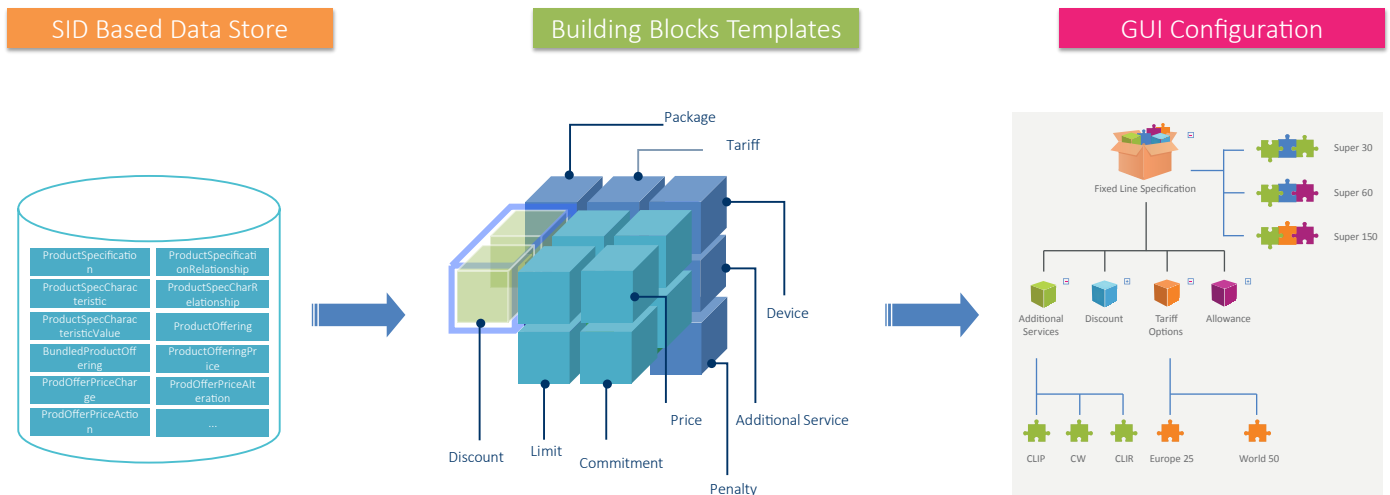 SID Based Data Store
Building Blocks Templates
GUI Configuration
ProductSpecificatio
n
ProductSpecificati
onRelationship
ProductSpecCharac
teristic
ProductSpecCharR
elationship
ProductSpecCharac
teristicValue
ProductOffering
BundledProductOff
ering
ProductOfferingPr
ice
ProdOfferPriceChar
ge
ProdOfferPriceAlt
eration
ProdOfferPriceActio
n
...
Package
Tariff
Device
Additional Service
Price
Penalty
Commitment
Limit
Discount
Fixed Line Specification
Super 30
Super 60
Super 150
Additional
Services
Discount
Tariff
Options
Allowance
CLIP
CW
CLIR
Europe 25
World 50